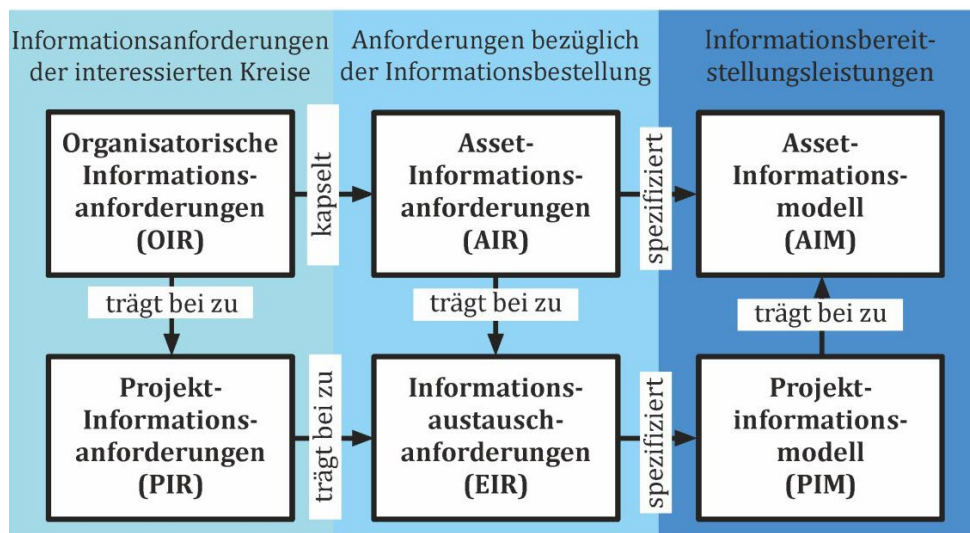 Informationsanforderungen
der interessierten Kreise
Anforderungen bezüglich
der Informationsbestellung
Informationsbereit-
stellungsleistungen
Organisatorische
Informations-
anforderungen
(OIR)
kapselt
Asset-
Informations-
anforderungen
(AIR)
spezifiziert
Asset-
Informations-
modell
(AIM)
trägt bei zu
trägt bei zu
trägt bei zu
Projekt-
Informations-
anforderungen
(PIR)
trägt bei zu
Informations-
austausch-
anforderungen
(EIR)
spezifiziert
Projekt-
informations-
modell
(PIM)